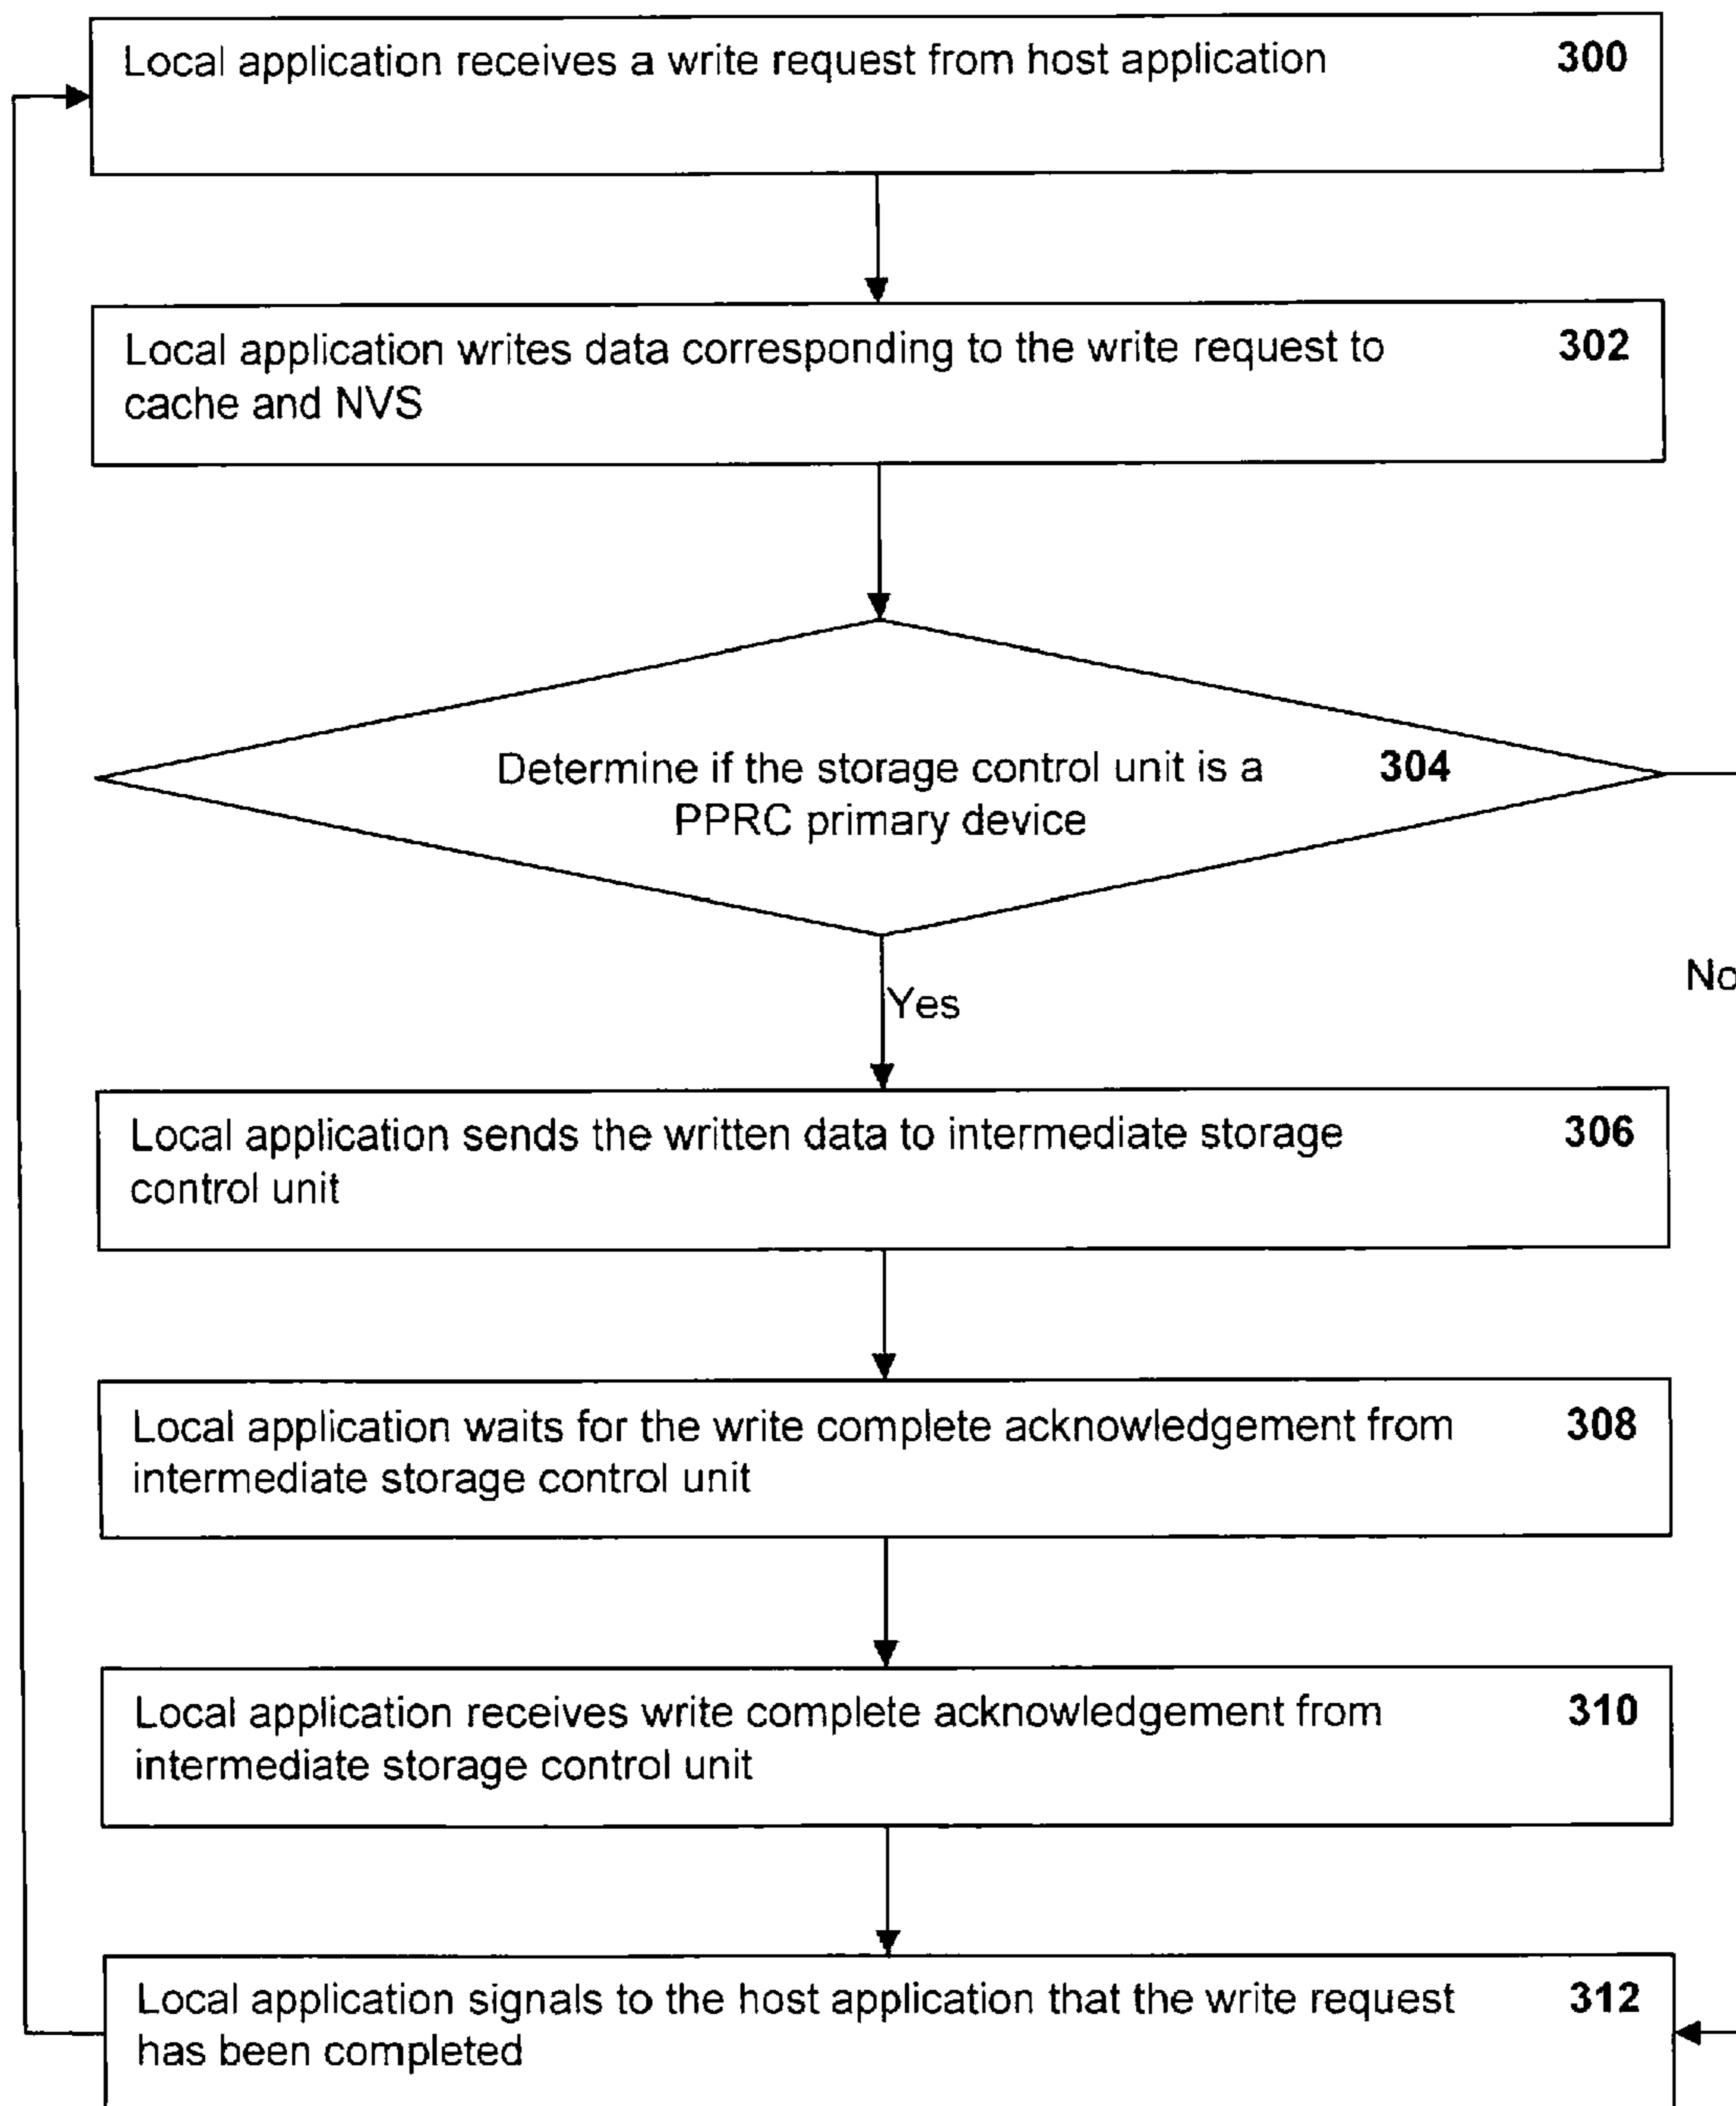 Local application receives a write request from host application 300
Local application writes data corresponding to the write request to 302
cache and NVS
Determine if the storage control unit is a 304
PPRC primary device
No
Yes
Local application sends the written data to intermediate storage 306
control unit
Local application waits for the write complete acknowledgement from 308
intermediate storage control unit
Local application receives write complete acknowledgement from 310
intermediate storage control unit
Local application signals to the host application that the write request 312
has been completed